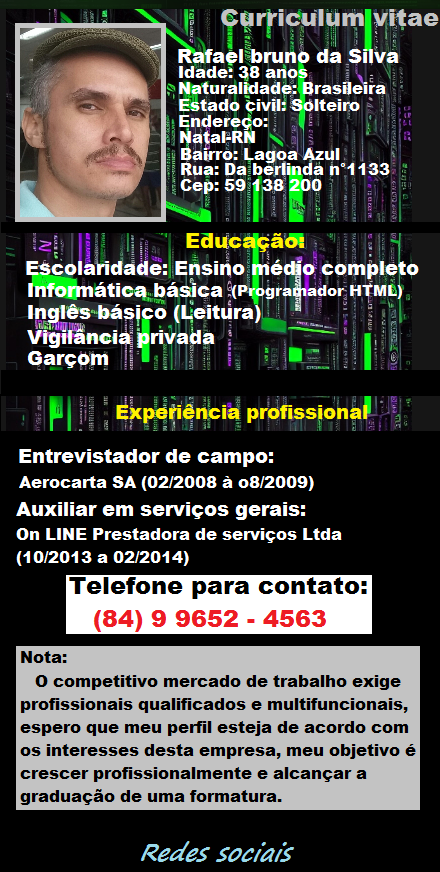 Curriculum vitae
Rafael bruno da Silva
Idade: 38 anos
Naturalidade: Brasileira
Estado civil: Solteiro
Endereço:
Natal-RN
Bairro: Lagoa Azul
Rua: Dalberlinda n°1133
Cep: 59 138 200
Educação:
Escolaridade: Ensino médio completo
Informática básica (Programador HTML)
Inglês básico (Leitura)
Vigilância privada
Garçom
Experiência profissional
Entrevistador de campo:
Aerocarta SA (02/2008 à o8/2009)
Auxiliar em serviços gerais:
On LINE Prestadora de serviços Ltda
(10/2013 a 02/2014)
Telefone para contato:
(84) 9 9652 - 4563
Nota:
O competitivo mercado de trabalho exige
profissionais qualificados e multifuncionais,
espero que meu perfil esteja de acordo com
os interesses desta empresa, meu objetivo é
crescer profissionalmente e alcançar a
graduação de uma formatura.
Redes sociais